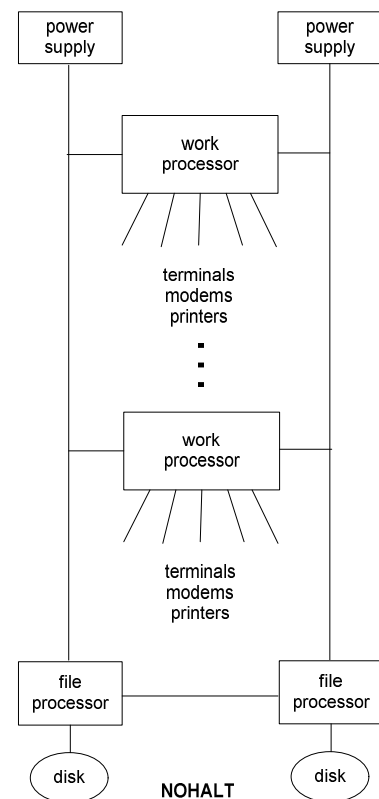 power
supply
power
supply
work
processor
terminals
modems
printers
work
processor
terminals
modems
printers
file
processor
file
processor
disk
disk
NOHALT